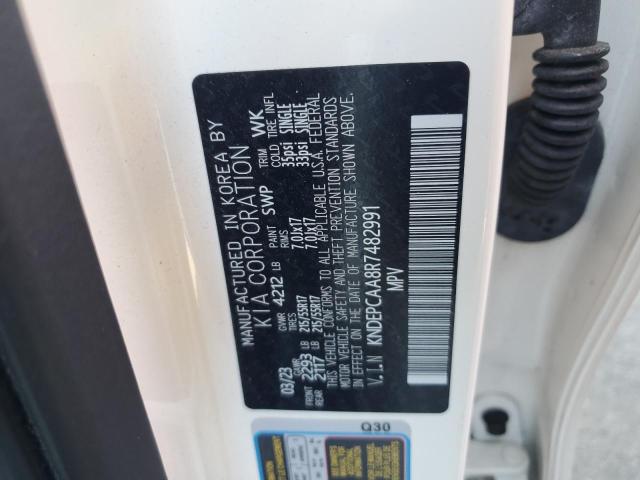 MANUFACTURED IN KOREA BY
KIA CORPORATION
03/23 GVWR 4212 LB PAINT SWP TRIM WK
GAWR TIRES RIMS COLD TIRE INFL
FRONT 2293 LB 215/55R17 7.0Jx17 35psi SINGLE
REAR 2117 LB 215/55R17 7.0Jx17 33psi SINGLE
THIS VEHICLE CONFORMS TO ALL APPLICABLE U.S.A. FEDERAL
MOTOR VEHICLE SAFETY AND THEFT PREVENTION STANDARDS
IN EFFECT ON THE DATE OF MANUFACTURE SHOWN ABOVE.
V.I.N KNDEPCAA8R7482991
MPV
Q30